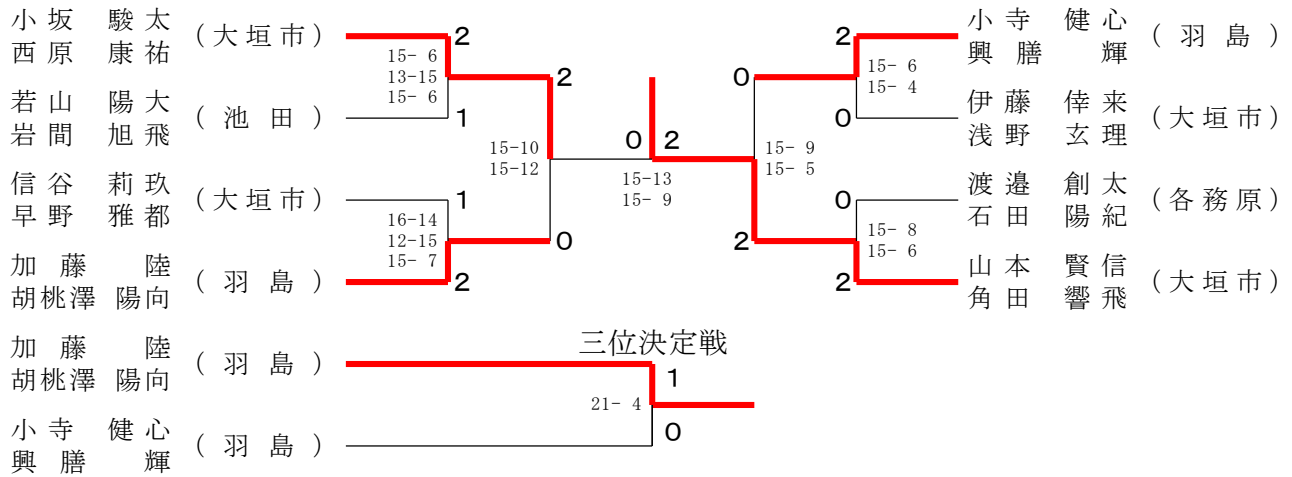 小坂 駿太
西原 康祐
(大垣市)
2
15- 6
13-15
15- 6
若山 陽大
岩間 旭飛
(池田)
1
2
15-10
15-12
信谷 莉玖
早野 雅都
(大垣市)
1
16-14
12-15
15- 7
加藤 陸
胡桃澤 陽向
(羽島)
2
0
0 2
15-13
15- 9
小寺 健心
興膳 輝
(羽島)
2
15- 6
15- 4
伊藤 倖来
浅野 玄理
(大垣市)
0
0
15- 9
15- 5
渡邉 創太
石田 陽紀
(各務原)
0
15- 8
15- 6
山本 賢信
角田 響飛
(大垣市)
2
2
三位決定戦
加藤 陸
胡桃澤 陽向
(羽島)
1
21- 4
小寺 健心
興膳 輝
(羽島)
0